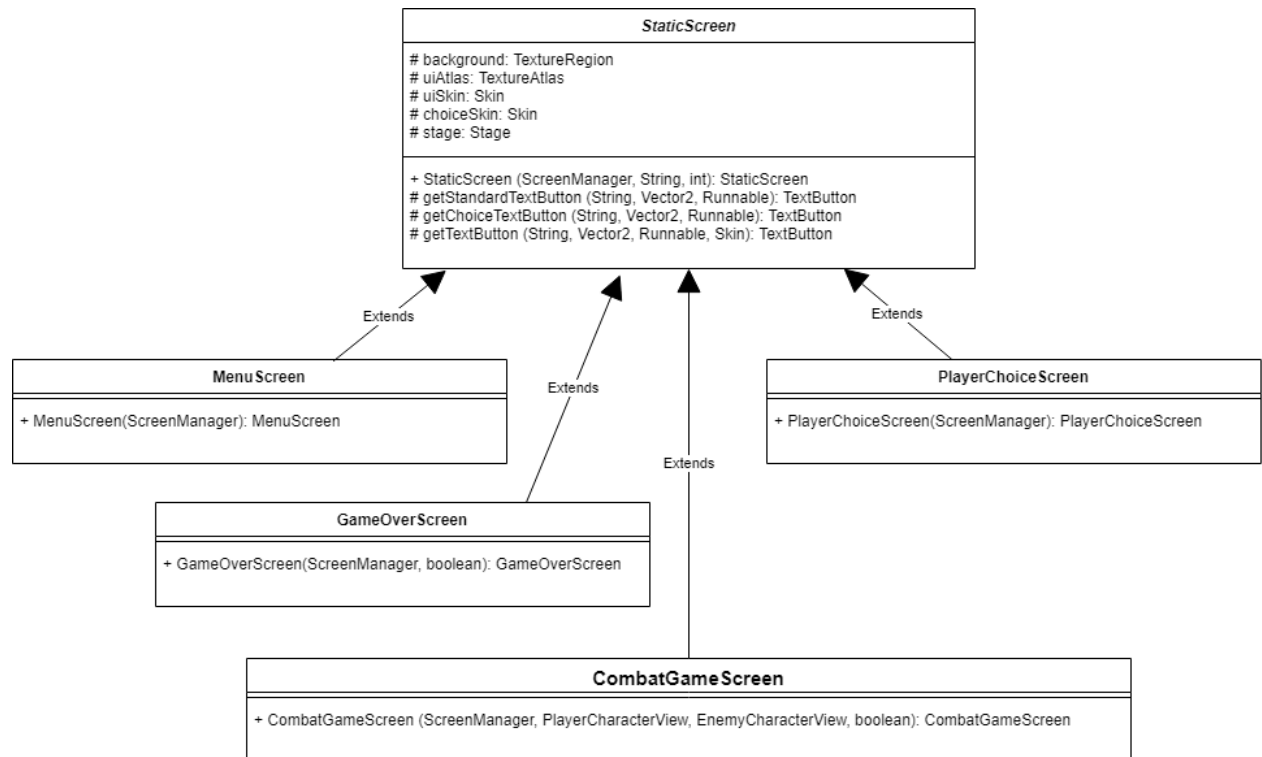 StaticScreen
# background: TextureRegion
# uiAtlas: TextureAtlas
# uiSkin: Skin
# choiceSkin: Skin
# stage: Stage
+ StaticScreen (ScreenManager, String, int): StaticScreen
# getStandardTextButton (String, Vector2, Runnable): TextButton
# getChoiceTextButton (String, Vector2, Runnable): TextButton
# getTextButton (String, Vector2, Runnable, Skin): TextButton
Extends
Extends
MenuScreen
+ MenuScreen(ScreenManager): MenuScreen
PlayerChoiceScreen
+ PlayerChoiceScreen(ScreenManager): PlayerChoiceScreen
Extends
Extends
GameOverScreen
+ GameOverScreen(ScreenManager, boolean): GameOverScreen
CombatGameScreen
+ CombatGameScreen (ScreenManager, PlayerCharacterView, EnemyCharacterView, boolean): CombatGameScreen